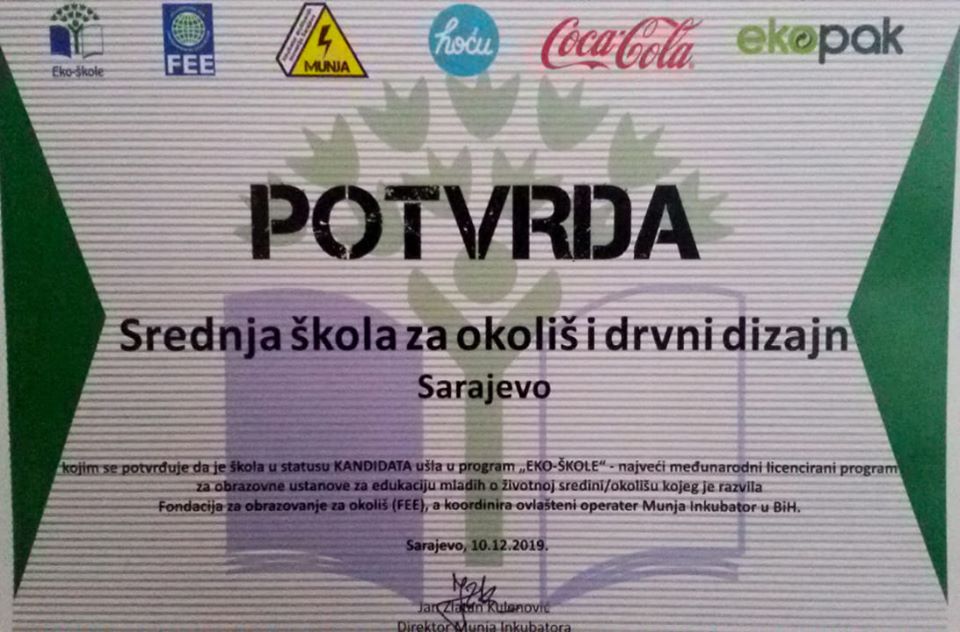 Eko-škole
FEE
MUNJA
hoću
Coca-Cola
ekopak
POTVRDA
Srednja škola za okoliš i drvni dizajn
Sarajevo
kojim se potvrđuje da je škola u statusu KANDIDATA ušla u program „EKO-ŠKOLE" - najveći međunarodni licencirani program
za obrazovne ustanove za edukaciju mladih o životnoj sredini/okolišu kojeg je razvila
Fondacija za obrazovanje za okoliš (FEE), a koordinira ovlašteni operater Munja Inkubator u BiH.
Sarajevo, 10.12.2019.
Jan Zlatan Kulenović
Direktor Munja Inkubatora